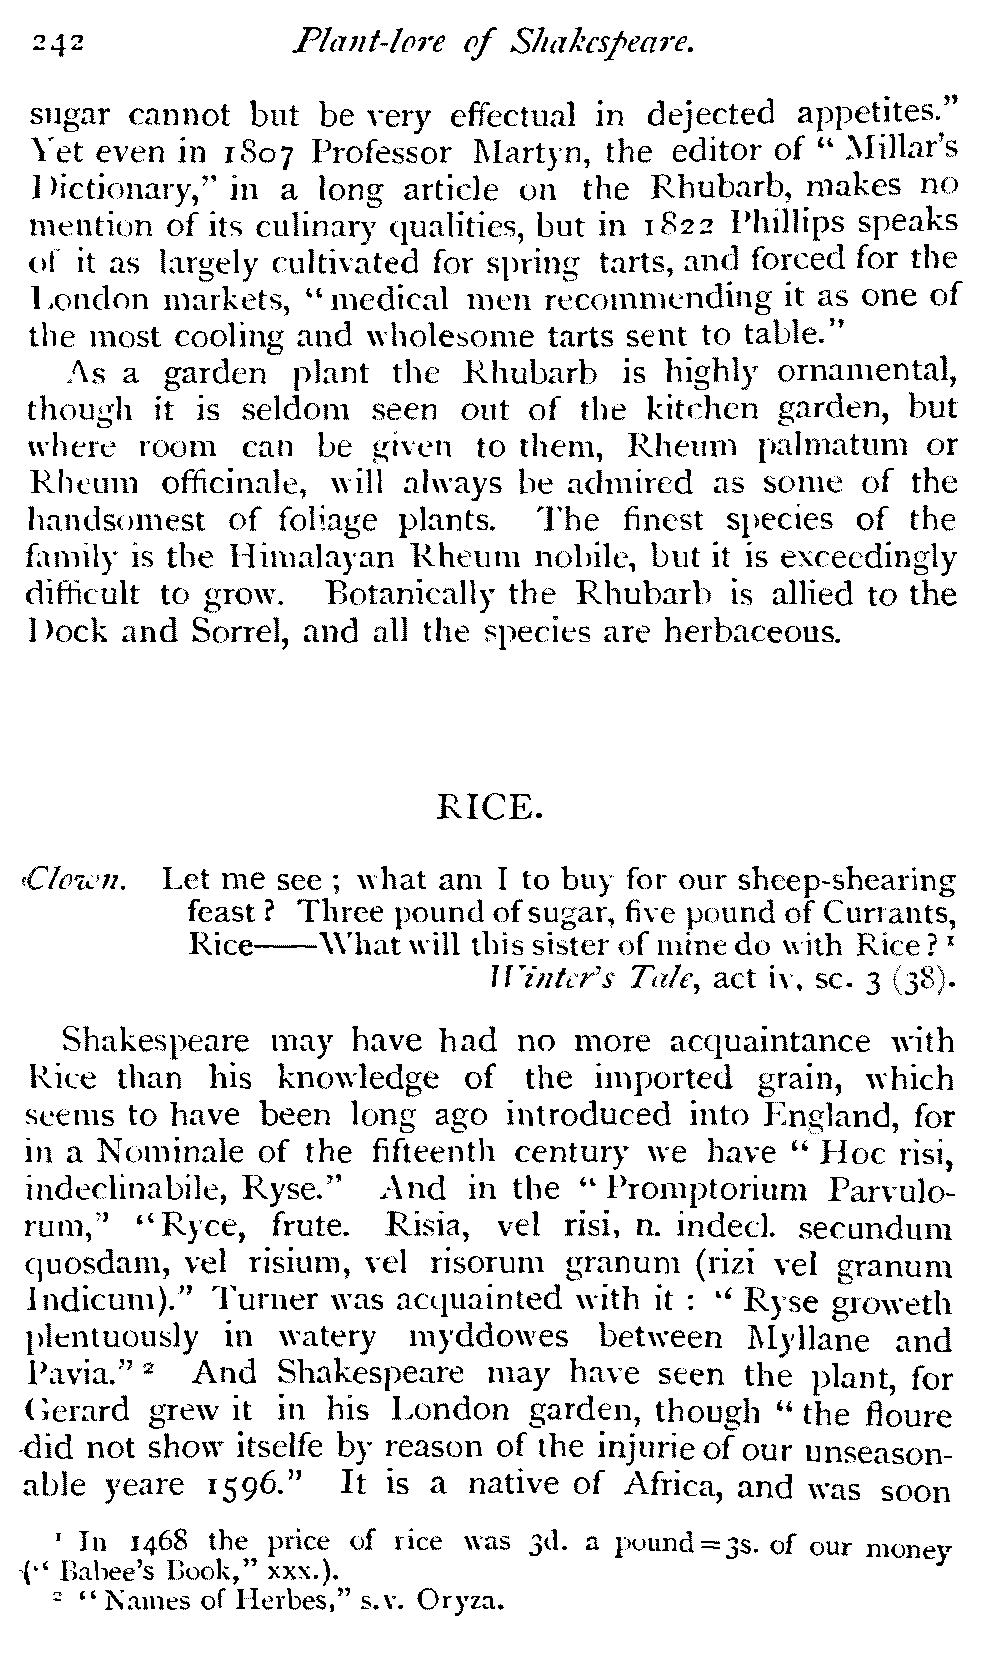 242 Plant-lore of Shakespeare.
sugar cannot but be very effectual in dejected appetites."
Yet even in 1807 Professor Martyn, the editor of "Millar's
Dictionary," in a long article on the Rhubarb, makes no
mention of its culinary qualities, but in 1822 Phillips speaks
of it as largely cultivated for spring tarts, and forced for the
London markets, "medical men recommending it as one of
the most cooling and wholesome tarts sent to table."
As a garden plant the Rhubarb is highly ornamental,
though it is seldom seen out of the kitchen garden, but
where room can be given to them, Rheum palmatum or
Rheum officinale, will always be admired as some of the
handsomest of foliage plants. The finest species of the
family is the Himalayan Rheum nobile, but it is exceedingly
difficult to grow. Botanically the Rhubarb is allied to the
Dock and Sorrel, and all the species are herbaceous.
RICE.
Clown. Let me see ; what am I to buy for our sheep-shearing
feast ? Three pound of sugar, five pound of Currants,
Rice——What will this sister of mine do with Rice ? ¹
Winter's Tale, act iv, sc. 3 (38).
Shakespeare may have had no more acquaintance with
Rice than his knowledge of the imported grain, which
seems to have been long ago introduced into England, for
in a Nominale of the fifteenth century we have "Hoc risi,
indeclinabile, Ryse." And in the "Promptorium Parvulo-
rum," "Ryce, frute. Risia, vel risi, n. indecl. secundum
quosdam, vel risium, vel risorum granum (rizi vel granum
Indicum)." Turner was acquainted with it : "Ryse groweth
plentuously in watery myddowes between Myllane and
Pavia." ² And Shakespeare may have seen the plant, for
Gerard grew it in his London garden, though "the floure
did not show itselfe by reason of the injurie of our unseason-
able yeare 1596." It is a native of Africa, and was soon
¹ In 1468 the price of rice was 3d. a pound = 3s. of our money
("Babee's Book," xxx.).
² "Names of Herbes," s.v. Oryza.